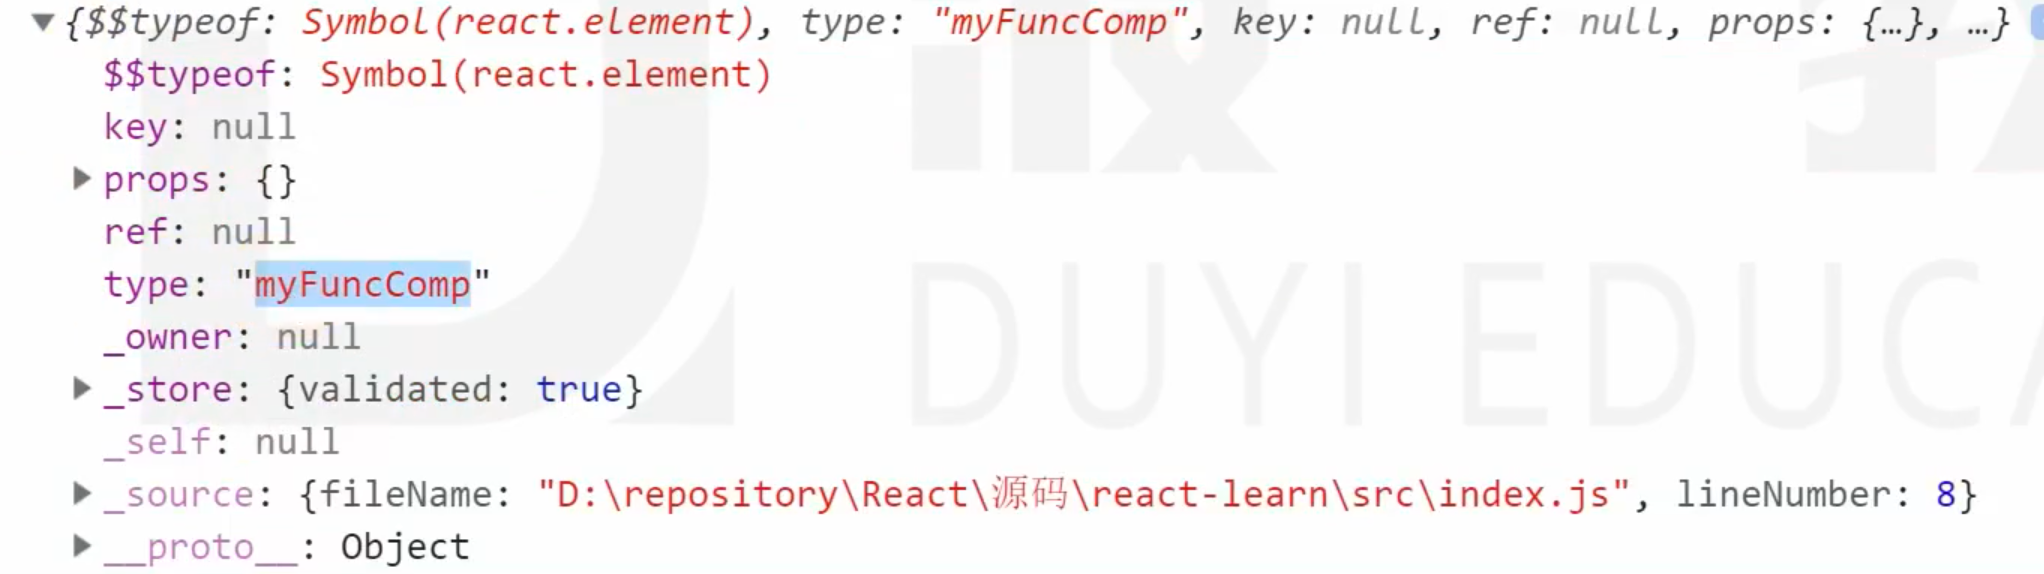 ▼{$$typeof: Symbol(react.element), type: "myFuncComp", key: null, ref: null, props: {…}, …}
$$typeof: Symbol(react.element)
key: null
▶props: {}
ref: null
type: "myFuncComp"
_owner: null
▶_store: {validated: true}
_self: null
▶_source: {fileName: "D:\repository\React\源码\react-learn\src\index.js", lineNumber: 8}
▶__proto__: Object
DUYI EDUCA